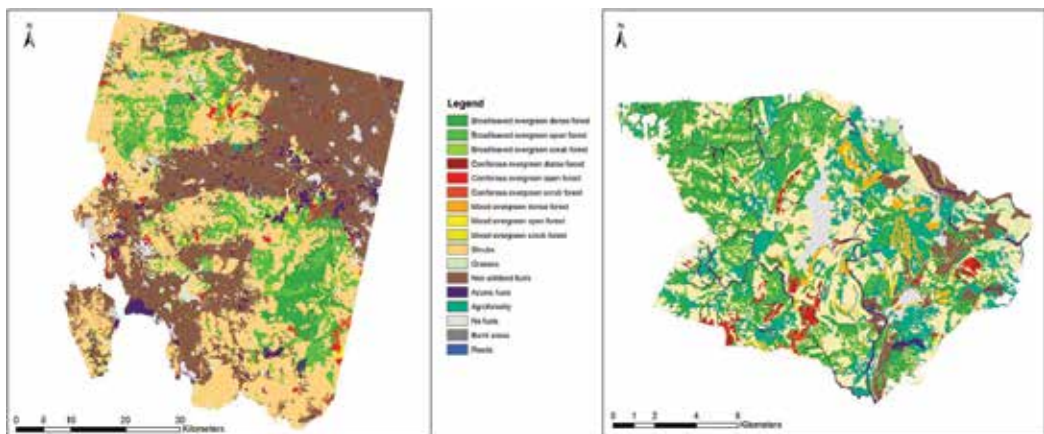 N
0 5 10 20 30
Kilometers
Legend
Broadleaved evergreen dense forest
Broadleaved evergreen open forest
Broadleaved evergreen scrub forest
Coniferous evergreen dense forest
Coniferous evergreen open forest
Coniferous evergreen scrub forest
Mixed evergreen dense forest
Mixed evergreen open forest
Mixed evergreen scrub forest
Shrubs
Grasses
Non wildland fuels
Aquatic fuels
Agroforestry
No fuels
Burnt areas
Roads
N
0 1 2 4 6
Kilometers